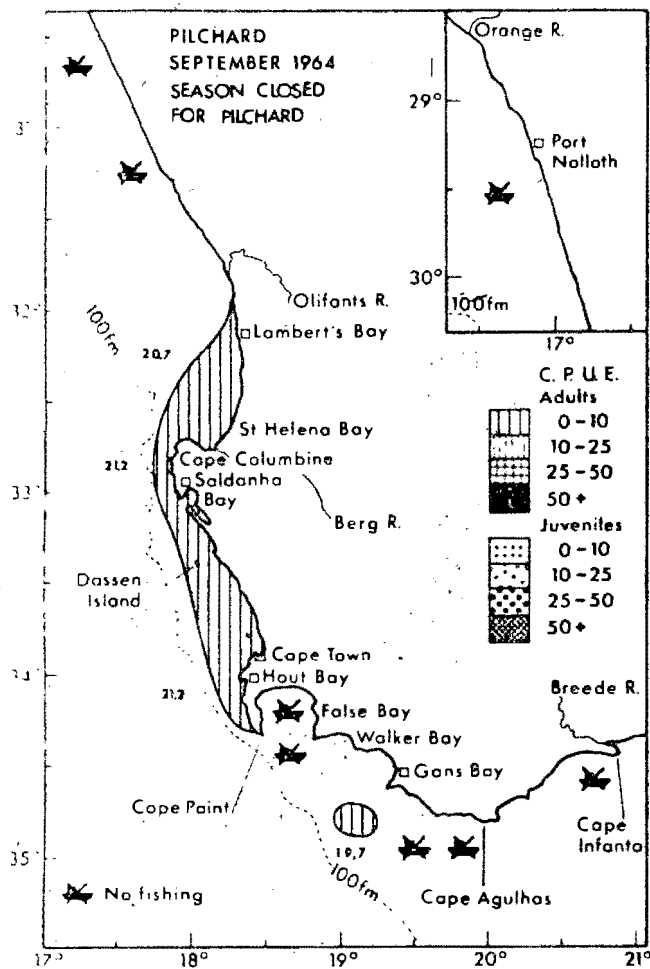 PILCHARD
SEPTEMBER 1964
SEASON CLOSED
FOR PILCHARD
Orange R.
29°
Port
Nolloth
30°
100fm
17°
Olifants R.
100fm
Lambert's Bay
20,7
C. P. U. E.
Adults
0-10
10-25
25-50
50+
Juveniles
0-10
10-25
25-50
50+
St Helena Bay
21,2
Cape Columbine
Saldanha
Bay
33°
Berg R.
Dassen
Island
Cape Town
Hout Bay
21,2
Breede R.
False Bay
Walker Bay
Gans Bay
Cape Point
Cape
Infanta
19,7
35°
100fm
Cape Agulhas
No fishing
17°
18°
19°
20°
21°